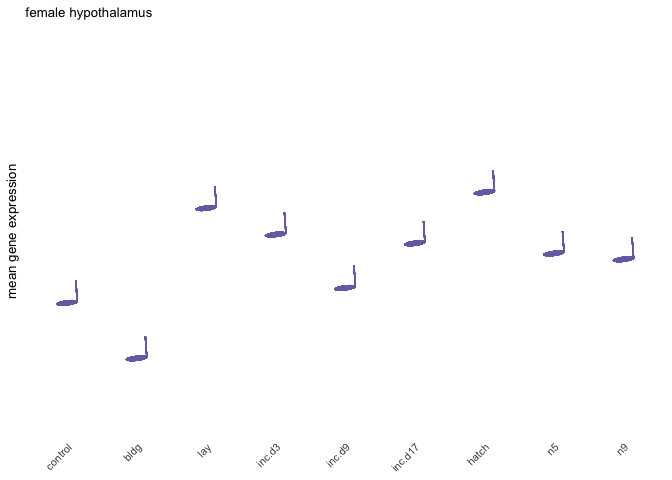 female hypothalamus
mean gene expression
control
bldg
lay
inc.d3
inc.d9
inc.d17
hatch
n5
n9